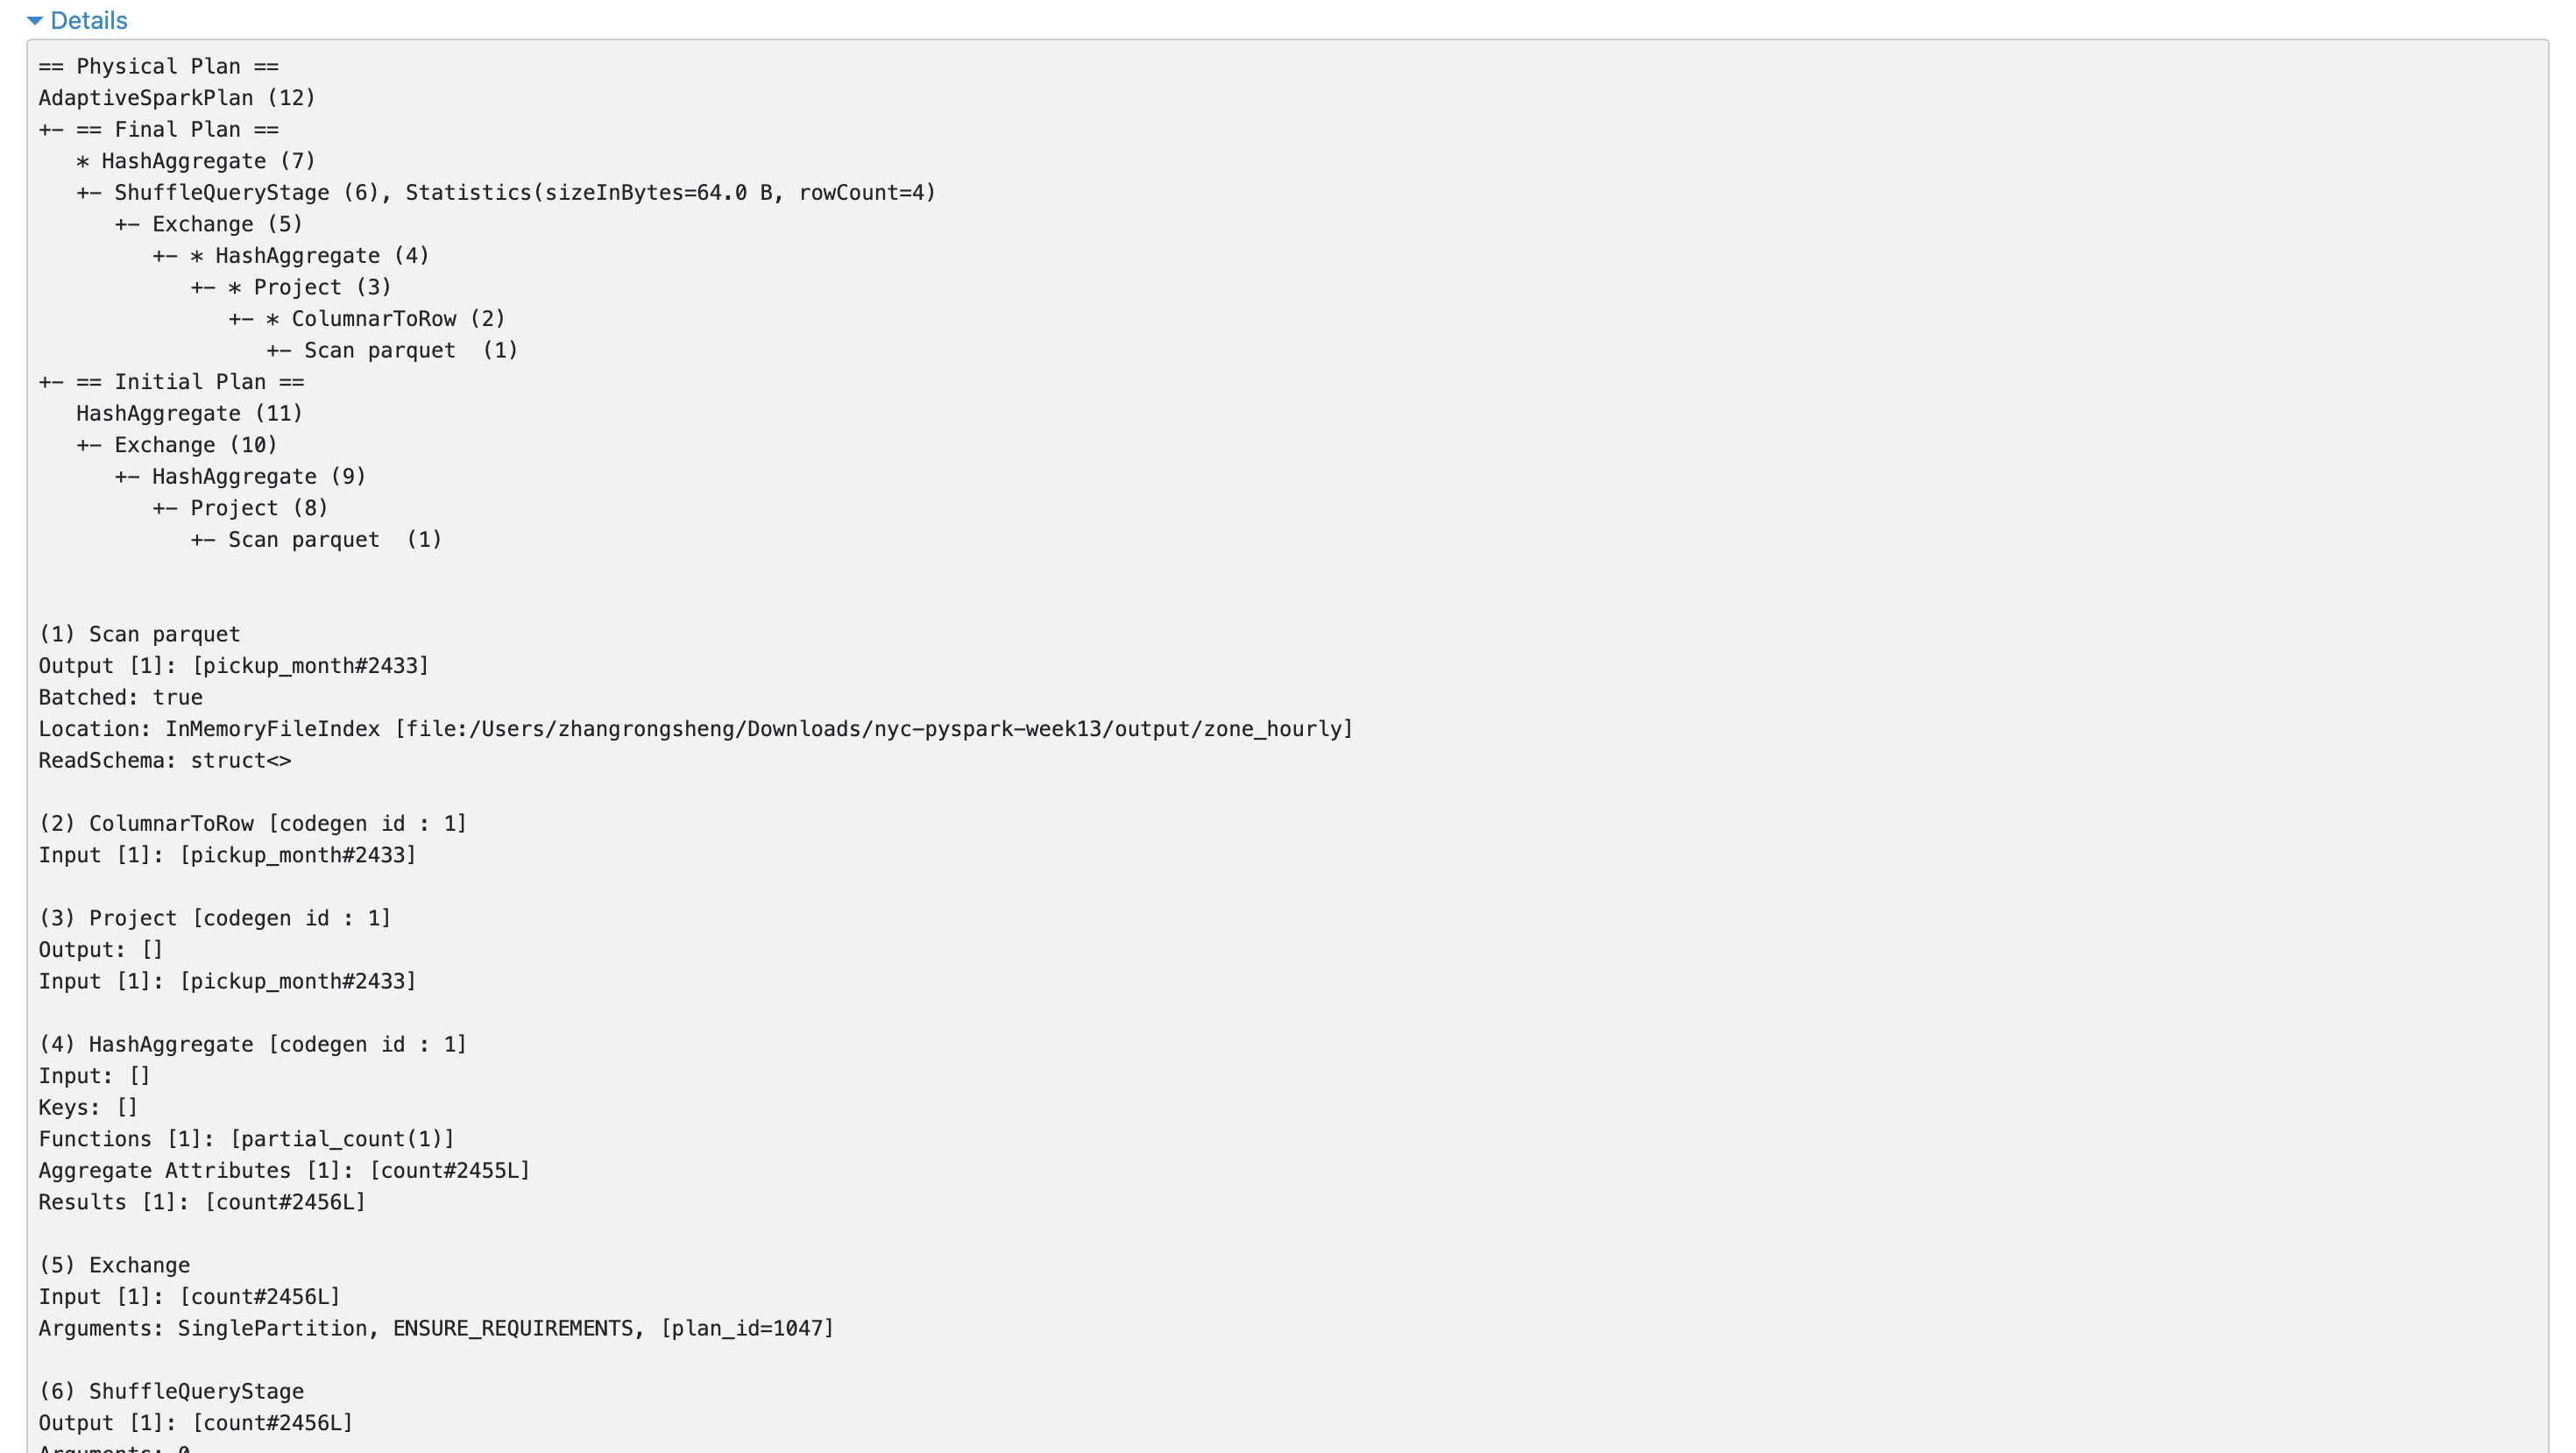 Details
== Physical Plan ==
AdaptiveSparkPlan (12)
+- == Final Plan ==
   * HashAggregate (7)
   +- ShuffleQueryStage (6), Statistics(sizeInBytes=64.0 B, rowCount=4)
      +- Exchange (5)
         +- * HashAggregate (4)
            +- * Project (3)
               +- * ColumnarToRow (2)
                  +- Scan parquet  (1)
+- == Initial Plan ==
   HashAggregate (11)
   +- Exchange (10)
      +- HashAggregate (9)
         +- Project (8)
            +- Scan parquet  (1)
(1) Scan parquet
Output [1]: [pickup_month#2433]
Batched: true
Location: InMemoryFileIndex [file:/Users/zhangrongsheng/Downloads/nyc-pyspark-week13/output/zone_hourly]
ReadSchema: struct<>
(2) ColumnarToRow [codegen id : 1]
Input [1]: [pickup_month#2433]
(3) Project [codegen id : 1]
Output: []
Input [1]: [pickup_month#2433]
(4) HashAggregate [codegen id : 1]
Input: []
Keys: []
Functions [1]: [partial_count(1)]
Aggregate Attributes [1]: [count#2455L]
Results [1]: [count#2456L]
(5) Exchange
Input [1]: [count#2456L]
Arguments: SinglePartition, ENSURE_REQUIREMENTS, [plan_id=1047]
(6) ShuffleQueryStage
Output [1]: [count#2456L]
Arguments: 0